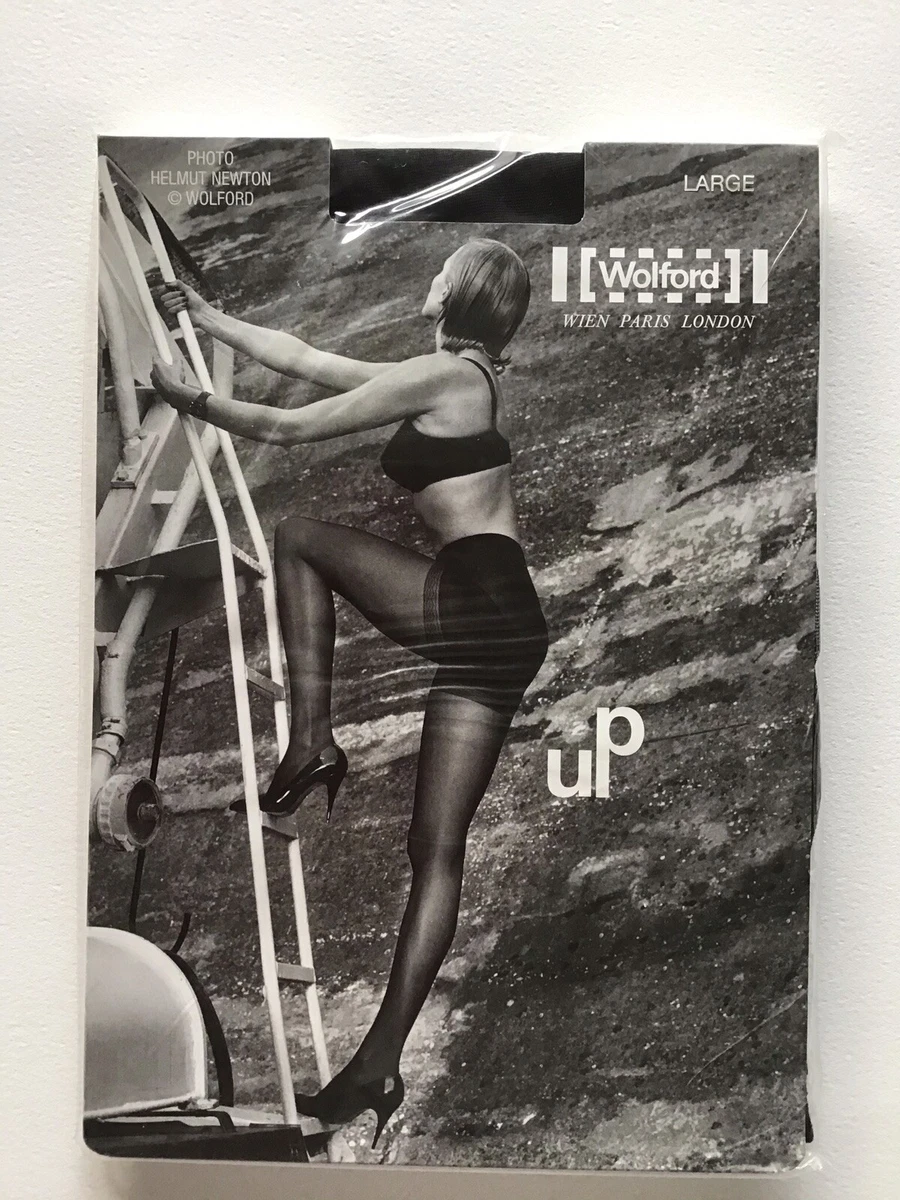 PHOTO
HELMUT NEWTON
© WOLFORD
LARGE
Wolford
WIEN PARIS LONDON
up